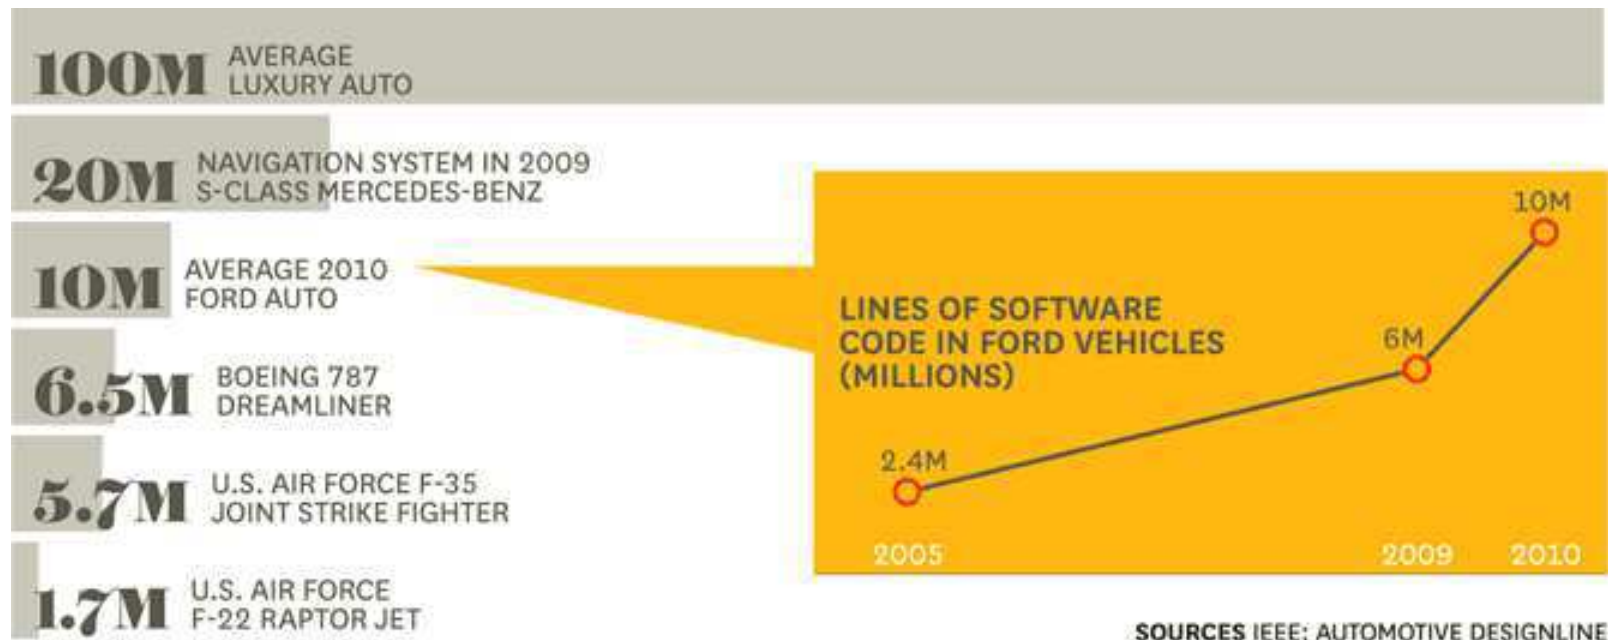 100M AVERAGE
LUXURY AUTO
20M NAVIGATION SYSTEM IN 2009
S-CLASS MERCEDES-BENZ
10M AVERAGE 2010
FORD AUTO
6.5M BOEING 787
DREAMLINER
5.7M U.S. AIR FORCE F-35
JOINT STRIKE FIGHTER
1.7M U.S. AIR FORCE
F-22 RAPTOR JET
LINES OF SOFTWARE
CODE IN FORD VEHICLES
(MILLIONS)
2.4M
6M
10M
2005 2009 2010
SOURCES IEEE; AUTOMOTIVE DESIGNLINE